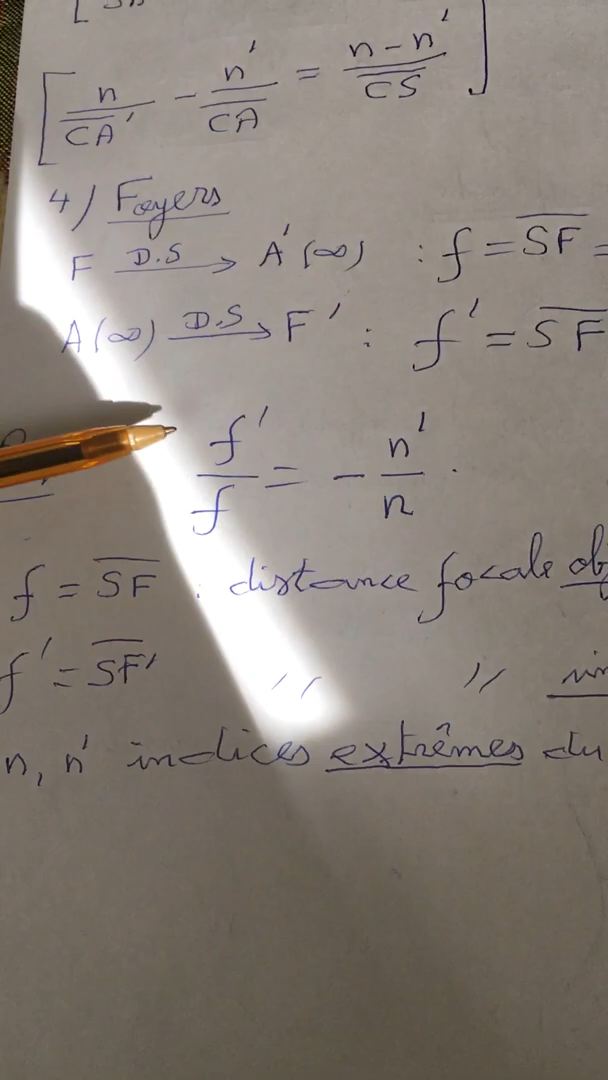 [ n/CA' - n'/CA = n-n'/CS ]
4) Foyers
F D.S → A'(∞) : f = SF =
A(∞) D.S → F' : f' = SF
f'/f = - n'/n .
f = SF : distance focale
f' = SF' " "
n, n' indices extrêmes du